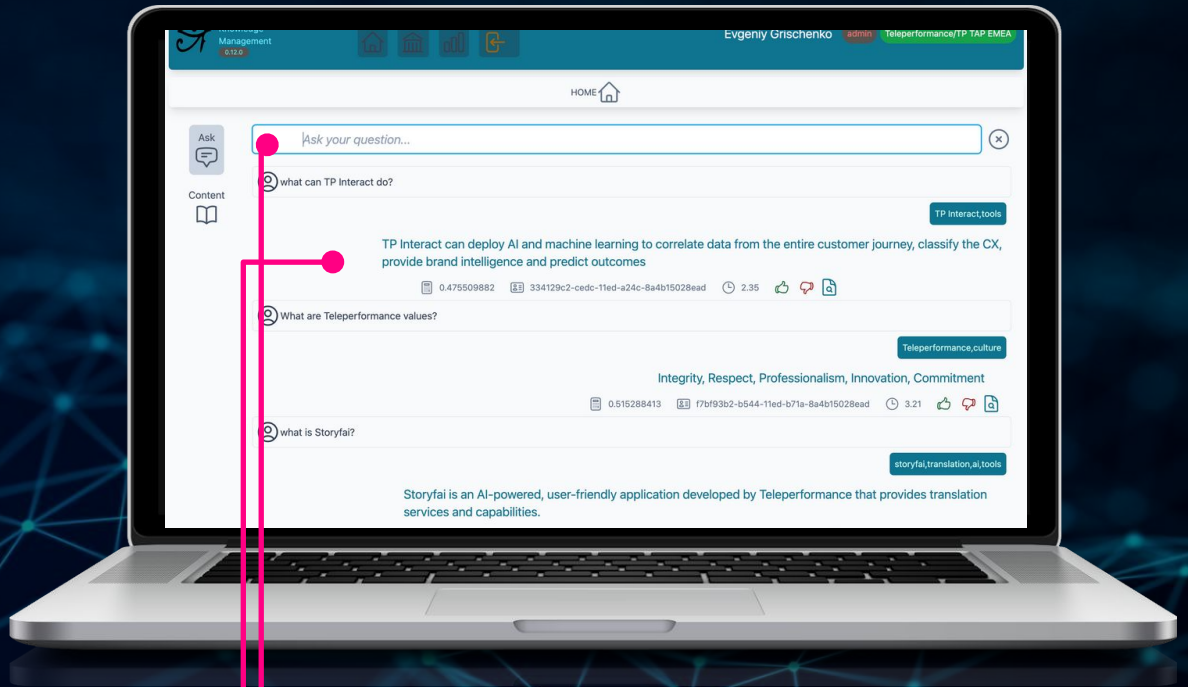 Management
0.12.0
Evgeniy Grischenko
admin
Teleperformance/TP TAP EMEA
HOME
Ask
Ask your question...
Content
what can TP Interact do?
TP Interact,tools
TP Interact can deploy AI and machine learning to correlate data from the entire customer journey, classify the CX,
provide brand intelligence and predict outcomes
0.475509882 334129c2-cedc-11ed-a24c-8a4b15028ead 2.35
What are Teleperformance values?
Teleperformance,culture
Integrity, Respect, Professionalism, Innovation, Commitment
0.515288413 f7bf93b2-b544-11ed-b71a-8a4b15028ead 3.21
what is Storyfai?
storyfai,translation,ai,tools
Storyfai is an AI-powered, user-friendly application developed by Teleperformance that provides translation
services and capabilities.